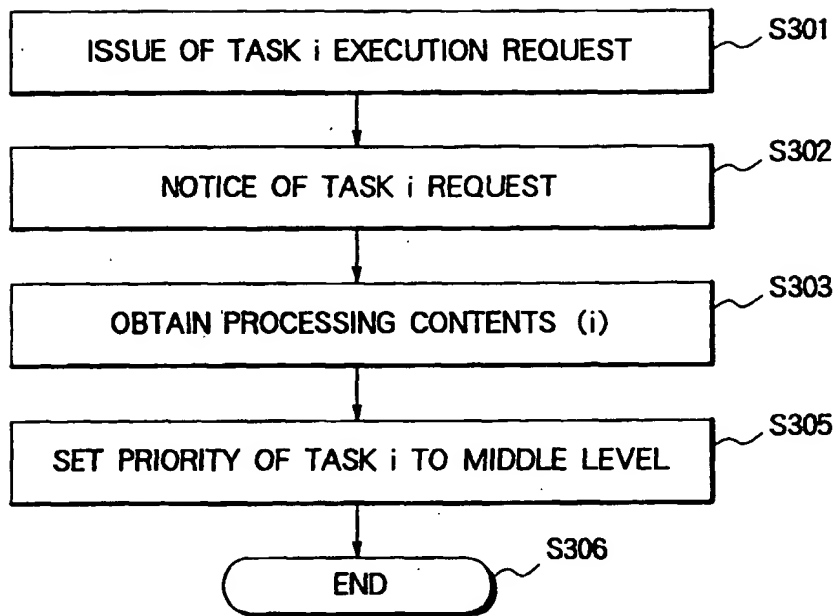 ISSUE OF TASK i EXECUTION REQUEST
S301
NOTICE OF TASK i REQUEST
S302
OBTAIN PROCESSING CONTENTS (i)
S303
SET PRIORITY OF TASK i TO MIDDLE LEVEL
S305
END
S306